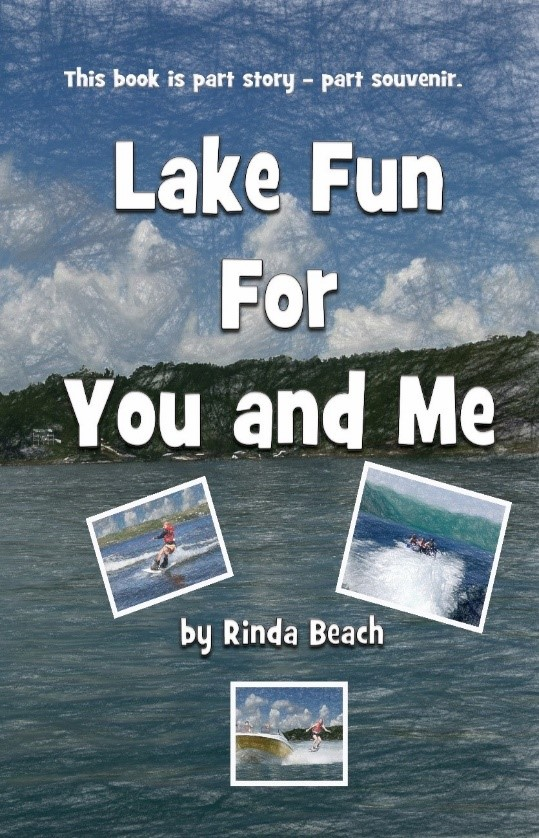 This book is part story - part souvenir.
Lake Fun
For
You and Me
by Rinda Beach